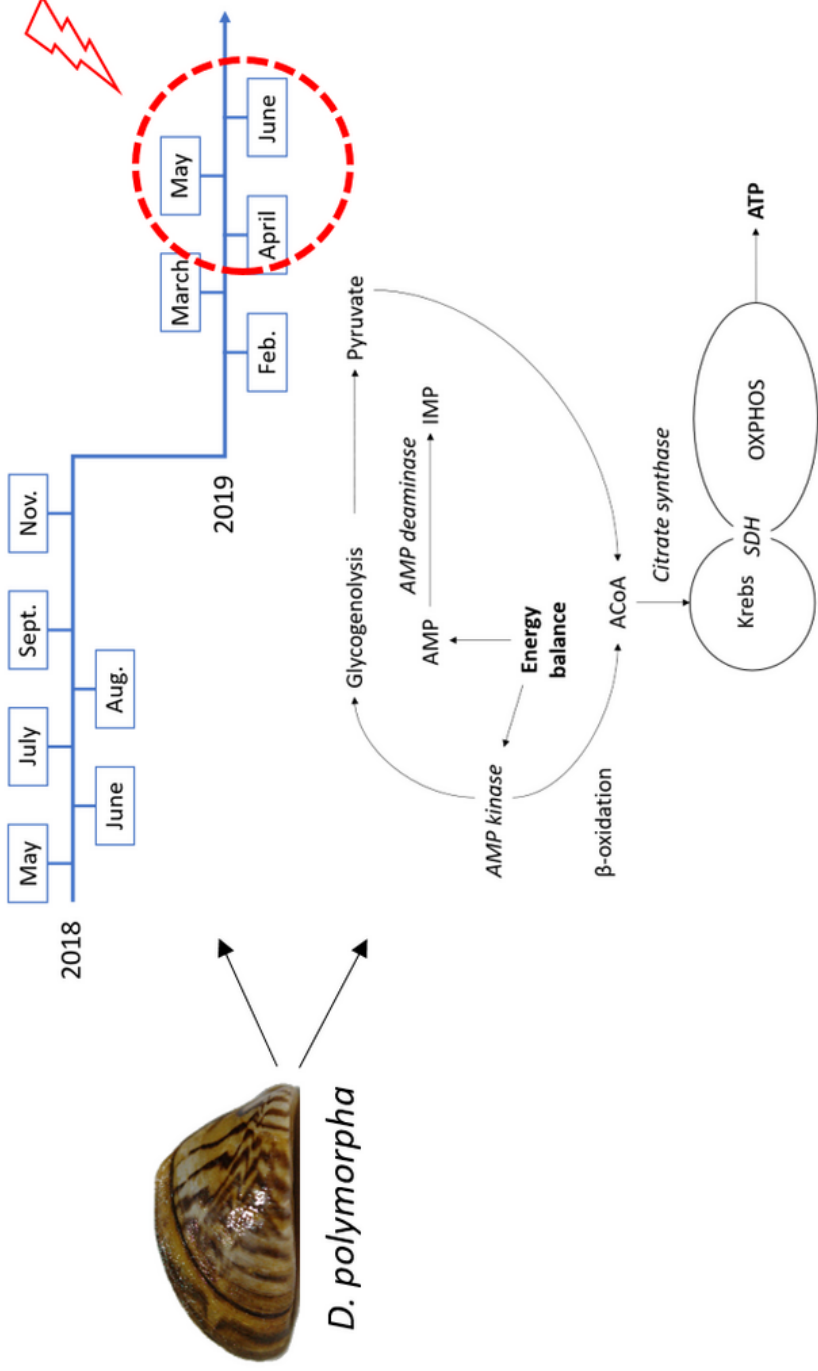 D. polymorpha
2018
May
June
July
Aug.
Sept.
Nov.
2019
Feb.
March
April
May
June
Glycogenolysis
Pyruvate
AMP kinase
AMP
AMP deaminase
IMP
Energy
balance
β-oxidation
ACoA
Citrate synthase
Krebs
SDH
OXPHOS
ATP